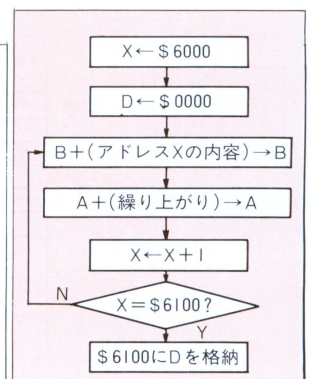 X←$6000
D←$0000
B+(アドレスXの内容)→B
A+(繰り上がり)→A
X←X+1
X=$6100?
N
Y
$6100にDを格納